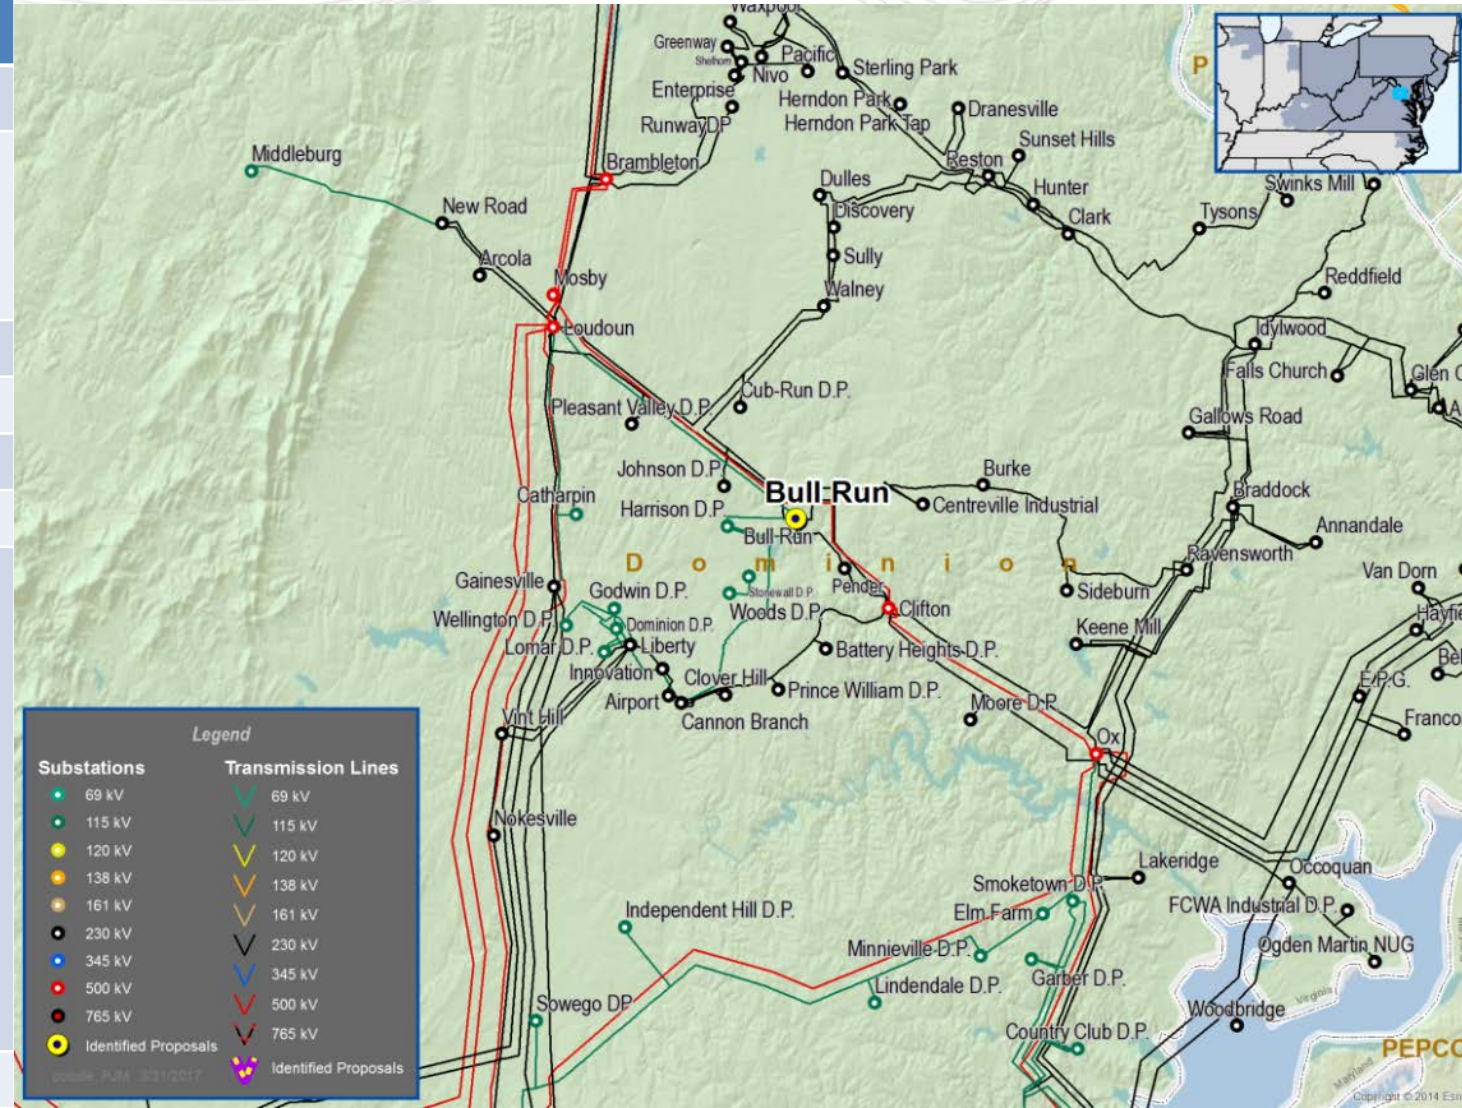 Waxpool
Greenway
Shelhorn
Pacific
Nivo
Sterling Park
Enterprise
Herndon Park
Dranesville
RunwayDP
Herndon Park Tap
Sunset Hills
Middleburg
Brambleton
Reston
Dulles
Hunter
Swinks Mill
New Road
Discovery
Clark
Tysons
Arcola
Sully
Mosby
Walney
Reddfield
Loudoun
Idylwood
Falls Church
Glen C
Cub-Run D.P.
Pleasant Valley D.P.
A
Gallows Road
Johnson D.P.
Burke
Bull Run
Braddock
Catharpin
Centreville Industrial
Harrison D.P.
Annandale
Bull Run
Dominion
Ravensworth
Gainesville
Van Dorn
Pender
Godwin D.P.
Stonewall D.P.
Sideburn
Woods D.P.
Clifton
Wellington D.P.
Dominion D.P.
Hayfie
Keene Mill
Lomar D.P.
Liberty
Battery Heights D.P.
Bel
Innovation
Clover Hill
E.P.G.
Airport
Prince William D.P.
Moore D.P.
Cannon Branch
Vint Hill
Franco
Ox
Nokesville
Lakeridge
Occoquan
Smoketown D.P.
Independent Hill D.P.
Elm Farm
FCWA Industrial D.P.
Minnieville D.P.
Ogden Martin NUG
Lindendale D.P.
Garber D.P.
Sowego DP
Woodbridge
Virginia
Country Club D.P.
PEPCO
Maryland
P
Copyright © 2014 Esri
Legend
Substations
69 kV
115 kV
120 kV
138 kV
161 kV
230 kV
345 kV
500 kV
765 kV
Identified Proposals
Transmission Lines
69 kV
115 kV
120 kV
138 kV
161 kV
230 kV
345 kV
500 kV
765 kV
Identified Proposals